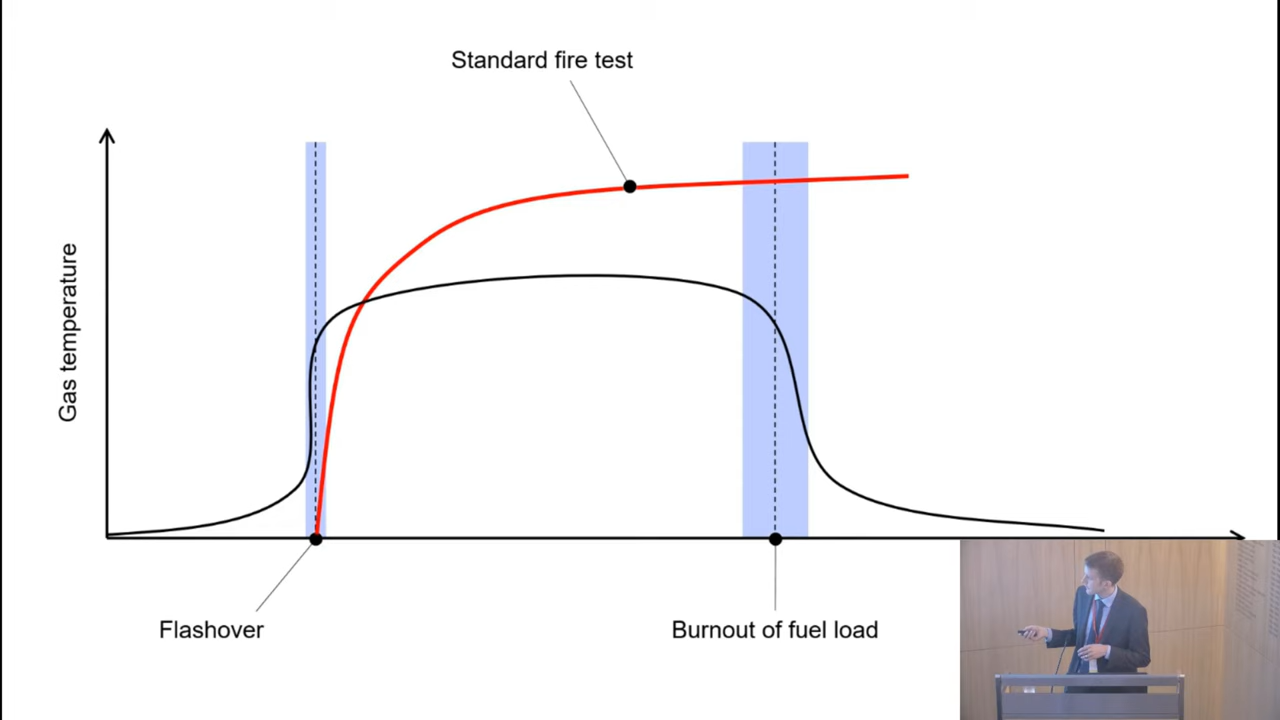 Standard fire test
Gas temperature
Flashover
Burnout of fuel load